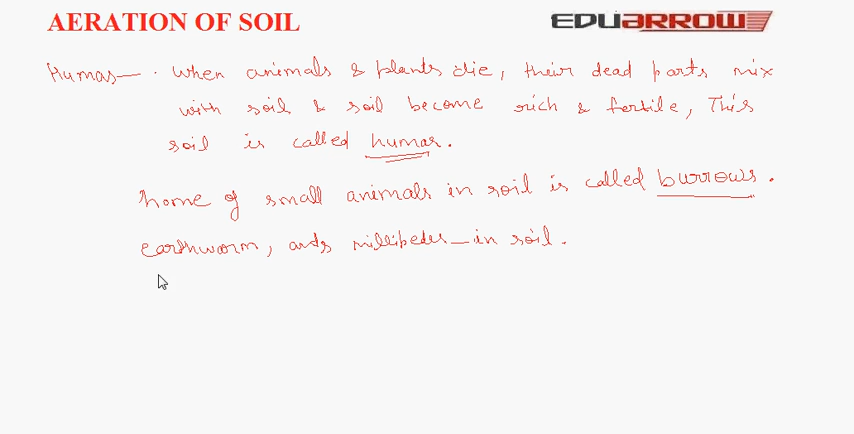 AERATION OF SOIL
EDUARROW
Humas — . When animals & plants die, their dead parts mix
with soil & soil become rich & fertile, This
soil is called humas.
home of small animals in soil is called burrows.
earthworm, ants millipedes — in soil.